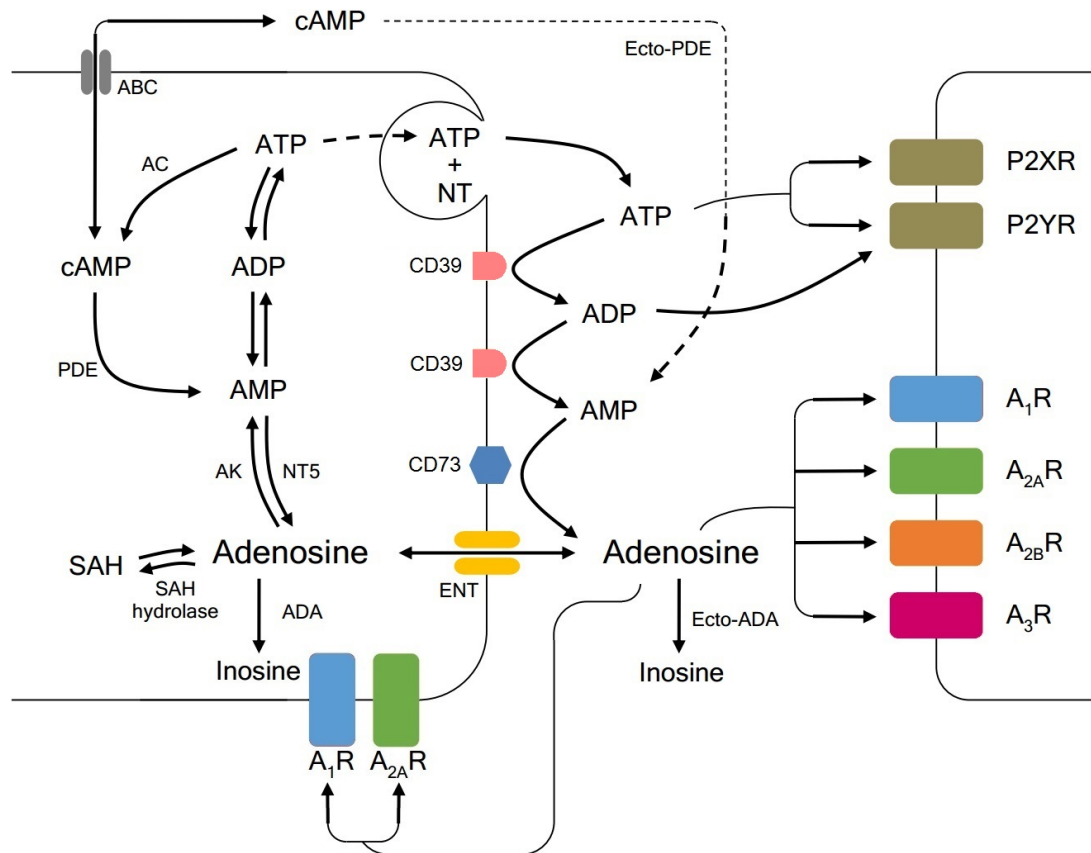 cAMP
Ecto-PDE
ABC
ATP
AC
ATP
+
NT
ATP
P2XR
P2YR
cAMP
ADP
CD39
ADP
PDE
AMP
CD39
AMP
A₁R
AK
NT5
CD73
A₂AR
SAH
Adenosine
Adenosine
A₂BR
SAH
hydrolase
ADA
ENT
Ecto-ADA
A₃R
Inosine
Inosine
A₁R
A₂AR